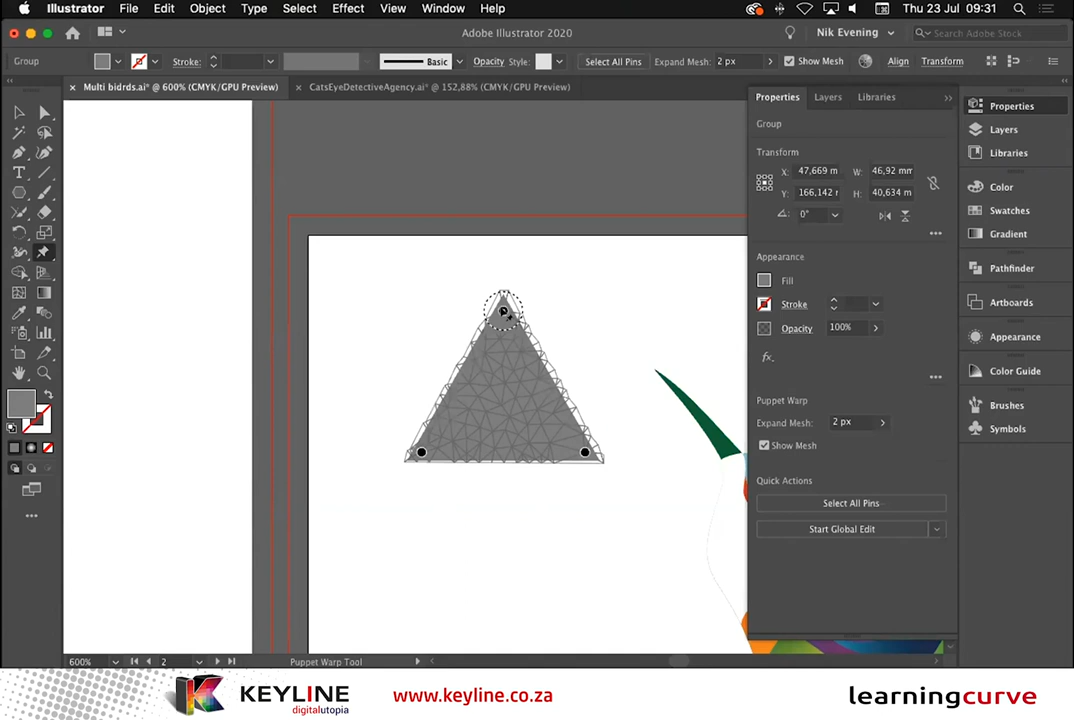 Illustrator File Edit Object Type Select Effect View Window Help Thu 23 Jul 09:31
Adobe Illustrator 2020 Nik Evening Search Adobe Stock
Group Stroke: Basic Opacity Style: Select All Pins Expand Mesh: 2 px Show Mesh Align Transform
× Multi bidrds.ai* @ 600% (CMYK/GPU Preview) × CatsEyeDetectiveAgency.ai* @ 152,88% (CMYK/GPU Preview)
Properties Layers Libraries
Group
Transform
X: 47,669 m W: 46,92 mm
Y: 166,142 r H: 40,634 m
0°
Appearance
Fill
Stroke
Opacity 100%
fx.
Puppet Warp
Expand Mesh: 2 px
Show Mesh
Quick Actions
Select All Pins
Start Global Edit
Properties
Layers
Libraries
Color
Swatches
Gradient
Pathfinder
Artboards
Appearance
Color Guide
Brushes
Symbols
600% 2 Puppet Warp Tool
KEYLINE
digitalutopia
www.keyline.co.za
learningcurve